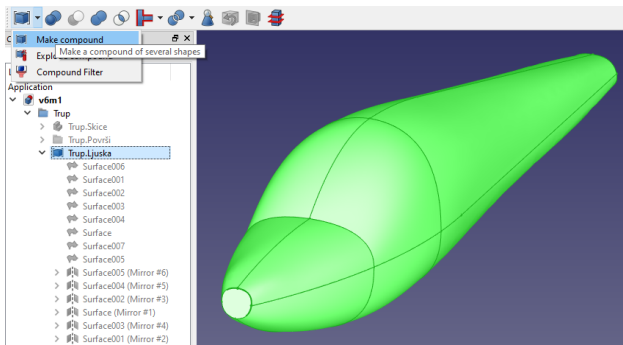 Make compound
Make a compound of several shapes
Compound Filter
Application
v6m1
Trup
Trup.Skice
Trup.Površi
Trup.Ljuska
Surface006
Surface001
Surface002
Surface003
Surface004
Surface
Surface007
Surface005
Surface005 (Mirror #6)
Surface004 (Mirror #5)
Surface002 (Mirror #3)
Surface (Mirror #1)
Surface003 (Mirror #4)
Surface001 (Mirror #2)